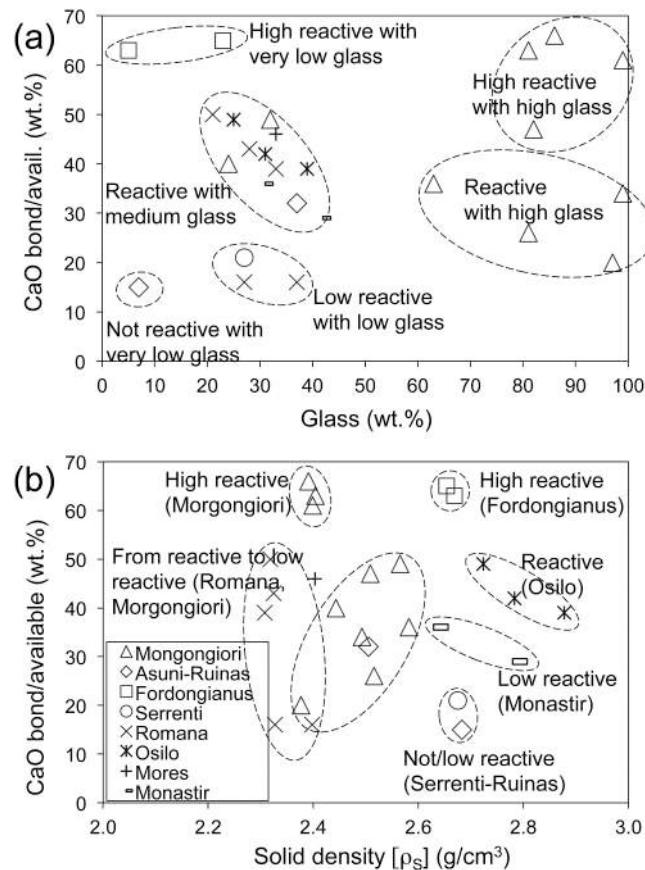 (a)
70
60
50
40
30
20
10
0
CaO bond/avail. (wt.%)
High reactive with
very low glass
High reactive
with high glass
Reactive with
medium glass
Reactive
with high glass
Not reactive with
very low glass
Low reactive
with low glass
0 10 20 30 40 50 60 70 80 90 100
Glass (wt.%)
(b)
70
60
50
40
30
20
10
0
CaO bond/available (wt.%)
High reactive
(Morgongiori)
High reactive
(Fordongianus)
From reactive to low
reactive (Romana,
Morgongiori)
Reactive
(Osilo)
Low reactive
(Monastir)
Not/low reactive
(Serrenti-Ruinas)
Mongongiori
Asuni-Ruinas
Fordongianus
Serrenti
Romana
Osilo
Mores
Monastir
2.0 2.2 2.4 2.6 2.8 3.0
Solid density [ρS] (g/cm³)